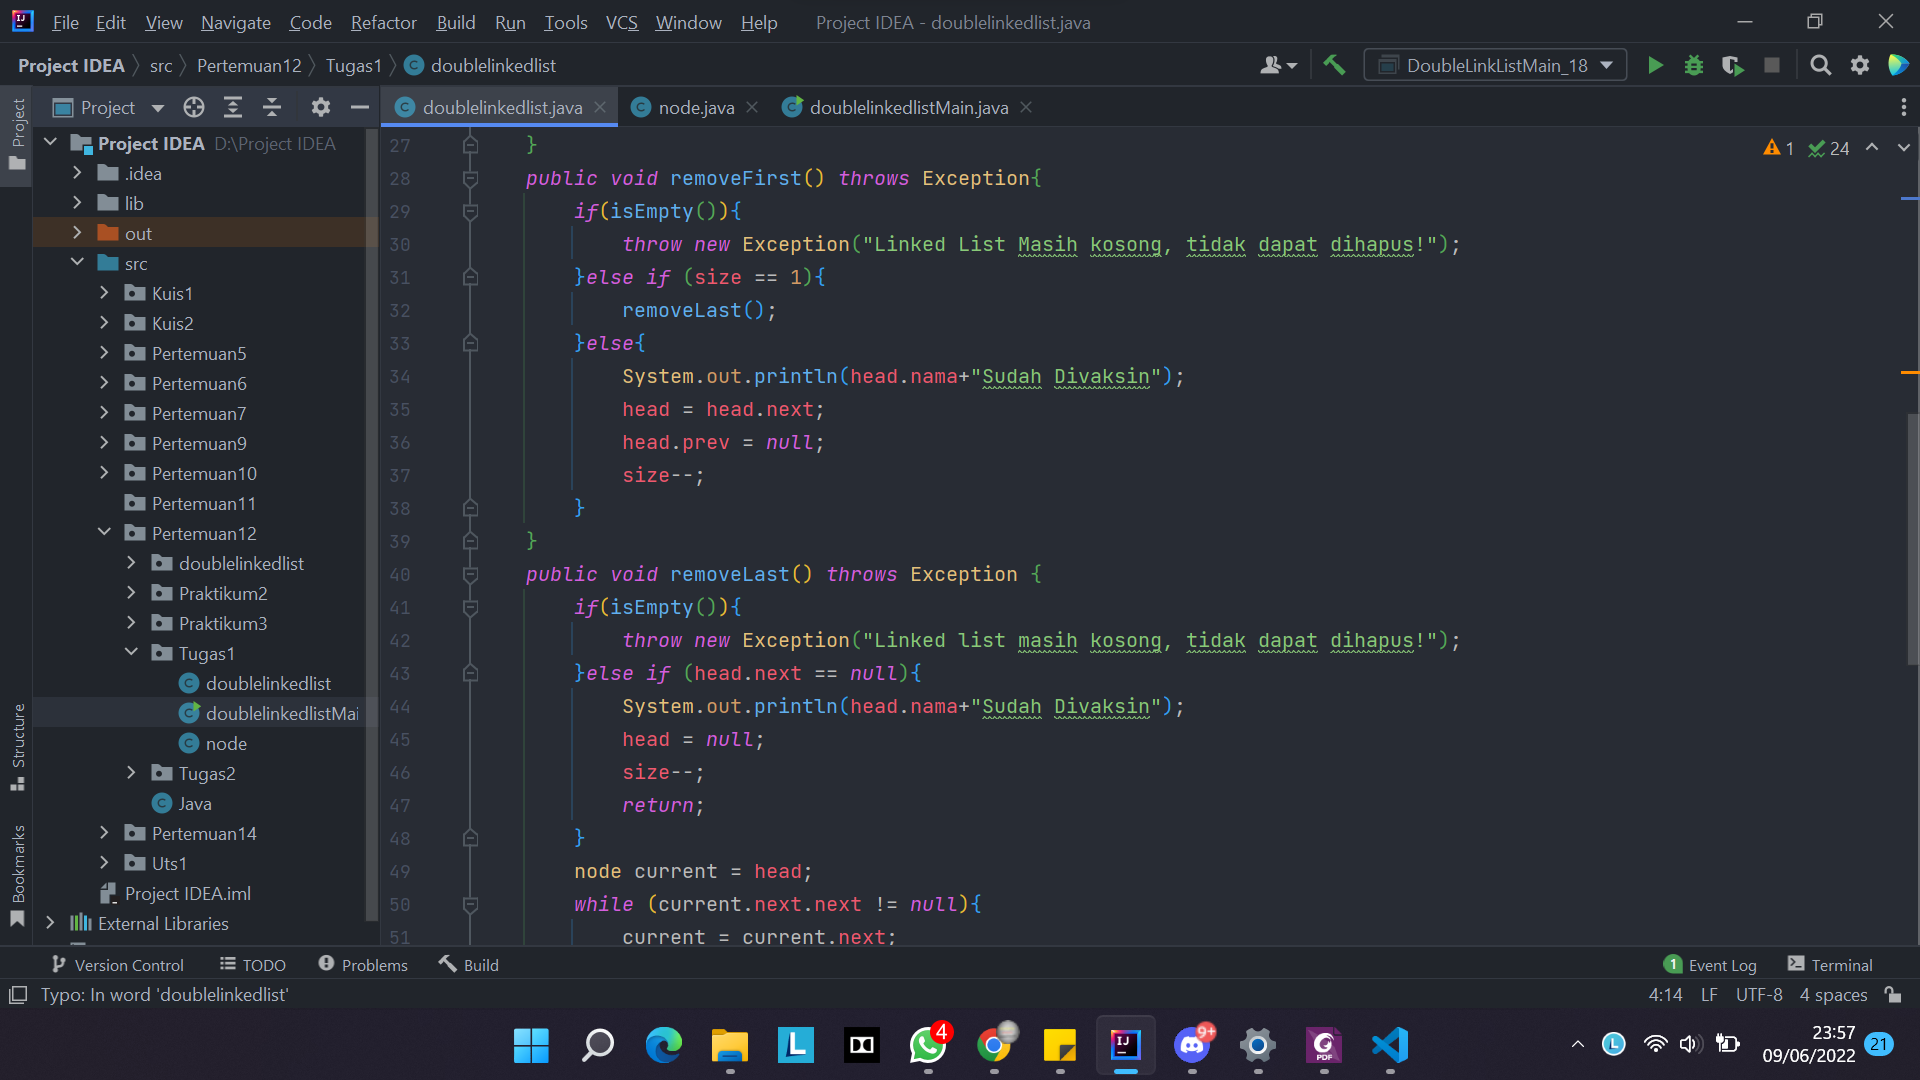 File Edit View Navigate Code Refactor Build Run Tools VCS Window Help Project IDEA - doublelinkedlist.java
Project IDEA src Pertemuan12 Tugas1 doublelinkedlist
DoubleLinkListMain_18
Project
doublelinkedlist.java
node.java
doublelinkedlistMain.java
Project
Structure
Bookmarks
Project IDEA D:\Project IDEA
.idea
lib
out
src
Kuis1
Kuis2
Pertemuan5
Pertemuan6
Pertemuan7
Pertemuan9
Pertemuan10
Pertemuan11
Pertemuan12
doublelinkedlist
Praktikum2
Praktikum3
Tugas1
doublelinkedlist
doublelinkedlistMai
node
Tugas2
Java
Pertemuan14
Uts1
Project IDEA.iml
External Libraries
1 24
27 }
28 public void removeFirst() throws Exception{
29 if(isEmpty()){
30 throw new Exception("Linked List Masih kosong, tidak dapat dihapus!");
31 }else if (size == 1){
32 removeLast();
33 }else{
34 System.out.println(head.nama+"Sudah Divaksin");
35 head = head.next;
36 head.prev = null;
37 size--;
38 }
39 }
40 public void removeLast() throws Exception {
41 if(isEmpty()){
42 throw new Exception("Linked list masih kosong, tidak dapat dihapus!");
43 }else if (head.next == null){
44 System.out.println(head.nama+"Sudah Divaksin");
45 head = null;
46 size--;
47 return;
48 }
49 node current = head;
50 while (current.next.next != null){
51 current = current.next;
Version Control TODO Problems Build
1 Event Log Terminal
Typo: In word 'doublelinkedlist'
4:14 LF UTF-8 4 spaces
4
9+
23:57
09/06/2022
21